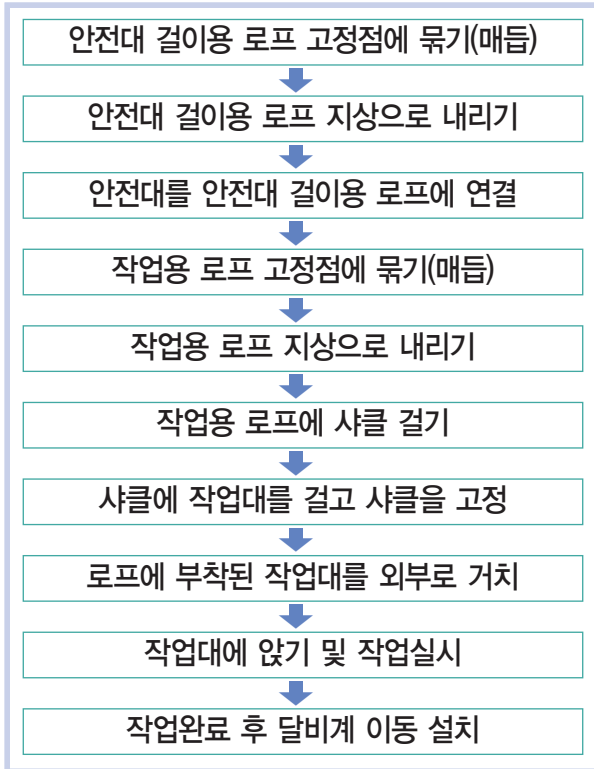 안전대 걸이용 로프 고정점에 묶기(매듭)
안전대 걸이용 로프 지상으로 내리기
안전대를 안전대 걸이용 로프에 연결
작업용 로프 고정점에 묶기(매듭)
작업용 로프 지상으로 내리기
작업용 로프에 샤클 걸기
샤클에 작업대를 걸고 샤클을 고정
로프에 부착된 작업대를 외부로 거치
작업대에 앉기 및 작업실시
작업완료 후 달비계 이동 설치